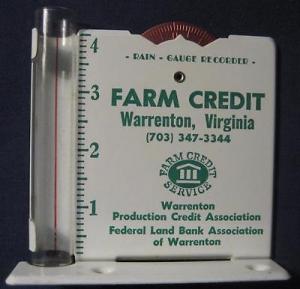 - RAIN - GAUGE RECORDER -
FARM CREDIT
Warrenton, Virginia
(703) 347-3344
FARM CREDIT
SERVICE
Warrenton
Production Credit Association
Federal Land Bank Association
of Warrenton
4
3
2
1